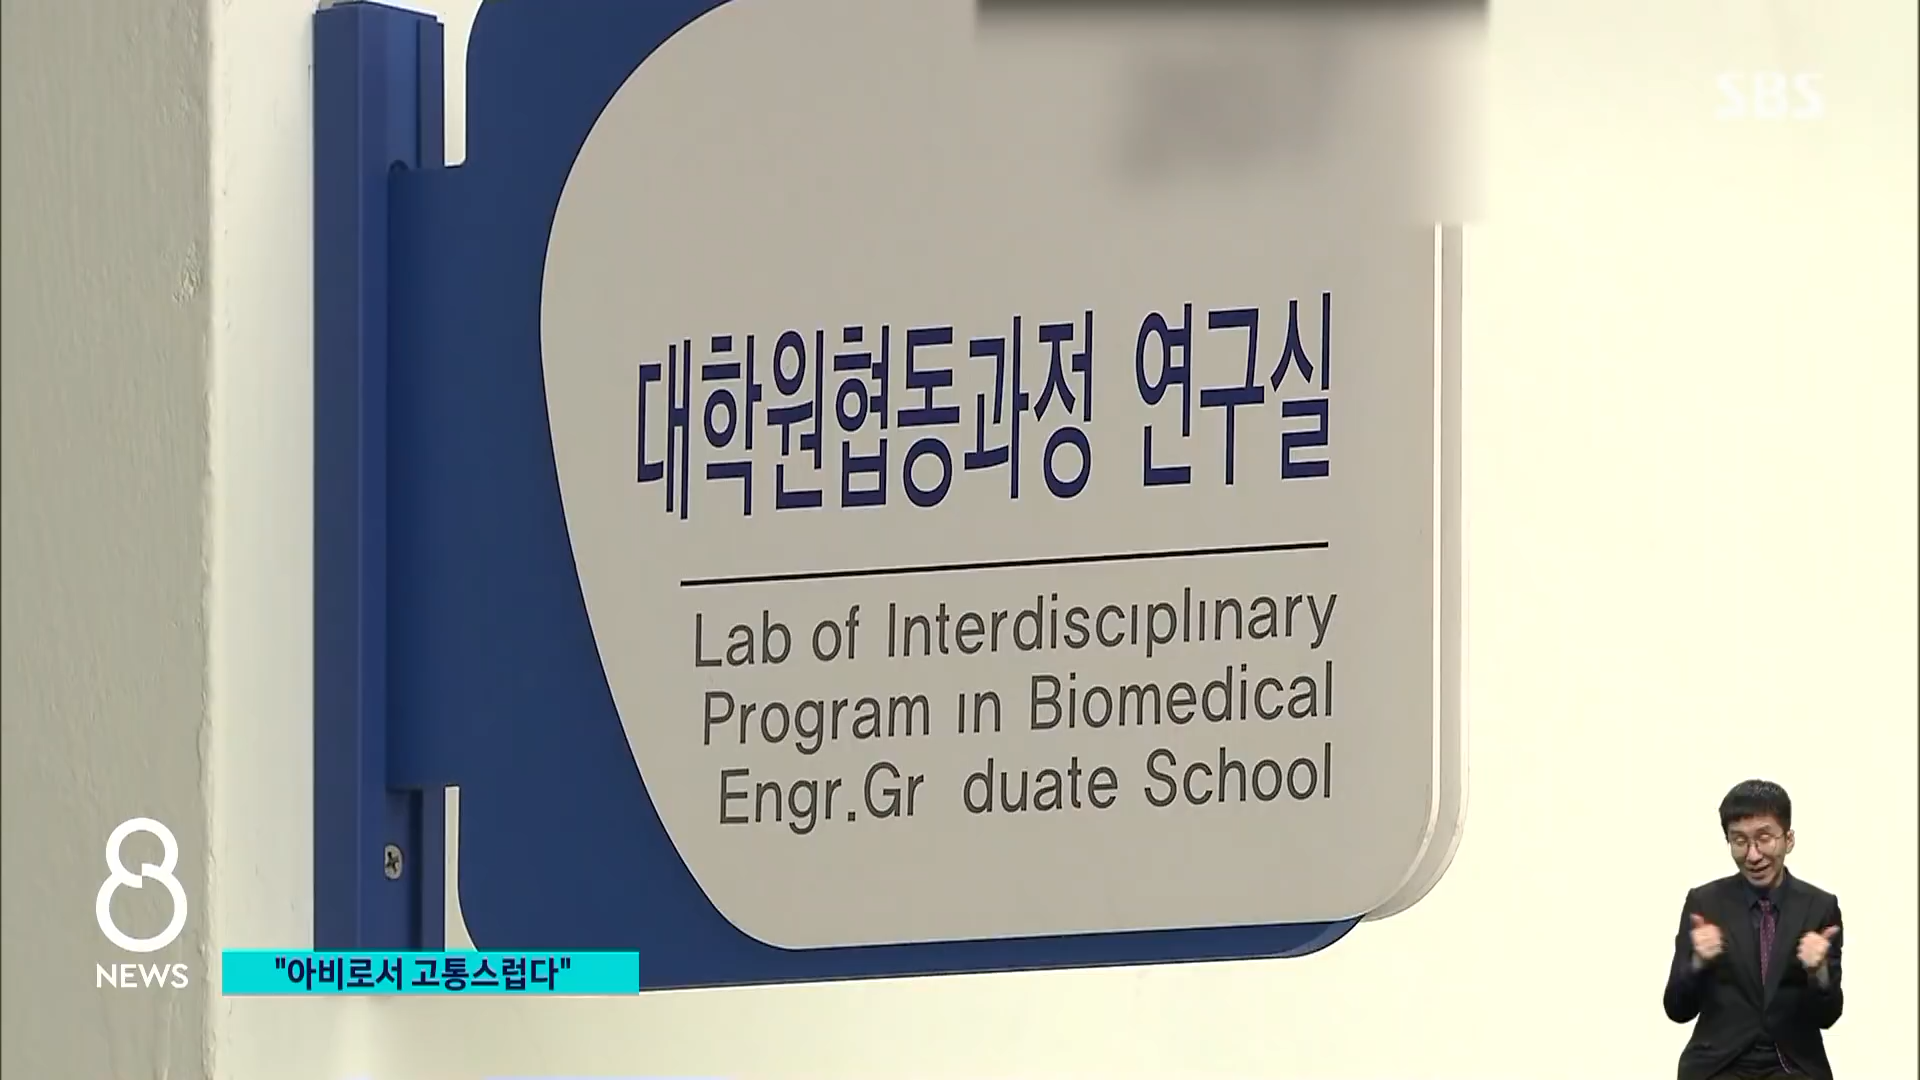 SBS
대학원협동과정 연구실
Lab of Interdisciplinary
Program in Biomedical
Engr.Gr duate School
8
NEWS
"아비로서 고통스럽다"